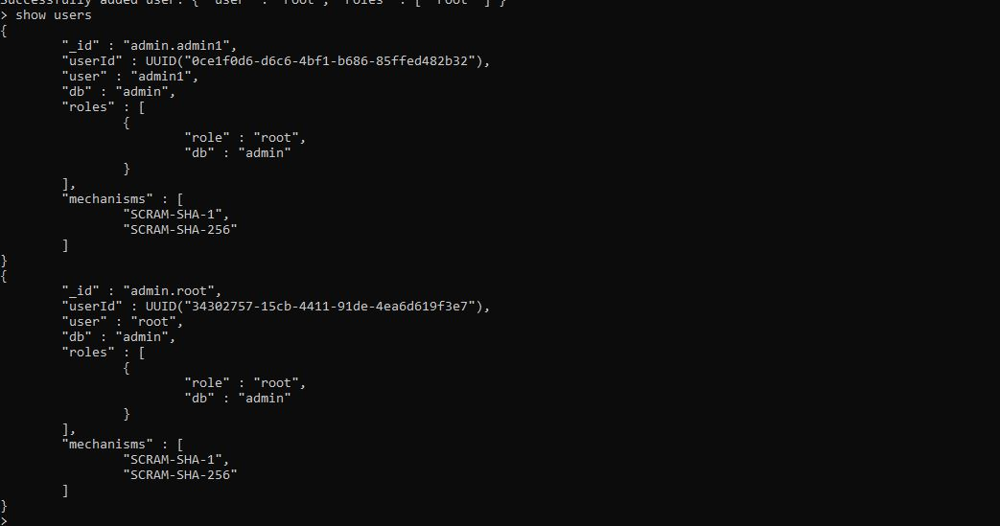 Successfully added user: { "user" : "root", "roles" : [ "root" ] }
> show users
{
        "_id" : "admin.admin1",
        "userId" : UUID("0ce1f0d6-d6c6-4bf1-b686-85ffed482b32"),
        "user" : "admin1",
        "db" : "admin",
        "roles" : [
                {
                        "role" : "root",
                        "db" : "admin"
                }
        ],
        "mechanisms" : [
                "SCRAM-SHA-1",
                "SCRAM-SHA-256"
        ]
}
{
        "_id" : "admin.root",
        "userId" : UUID("34302757-15cb-4411-91de-4ea6d619f3e7"),
        "user" : "root",
        "db" : "admin",
        "roles" : [
                {
                        "role" : "root",
                        "db" : "admin"
                }
        ],
        "mechanisms" : [
                "SCRAM-SHA-1",
                "SCRAM-SHA-256"
        ]
}
>